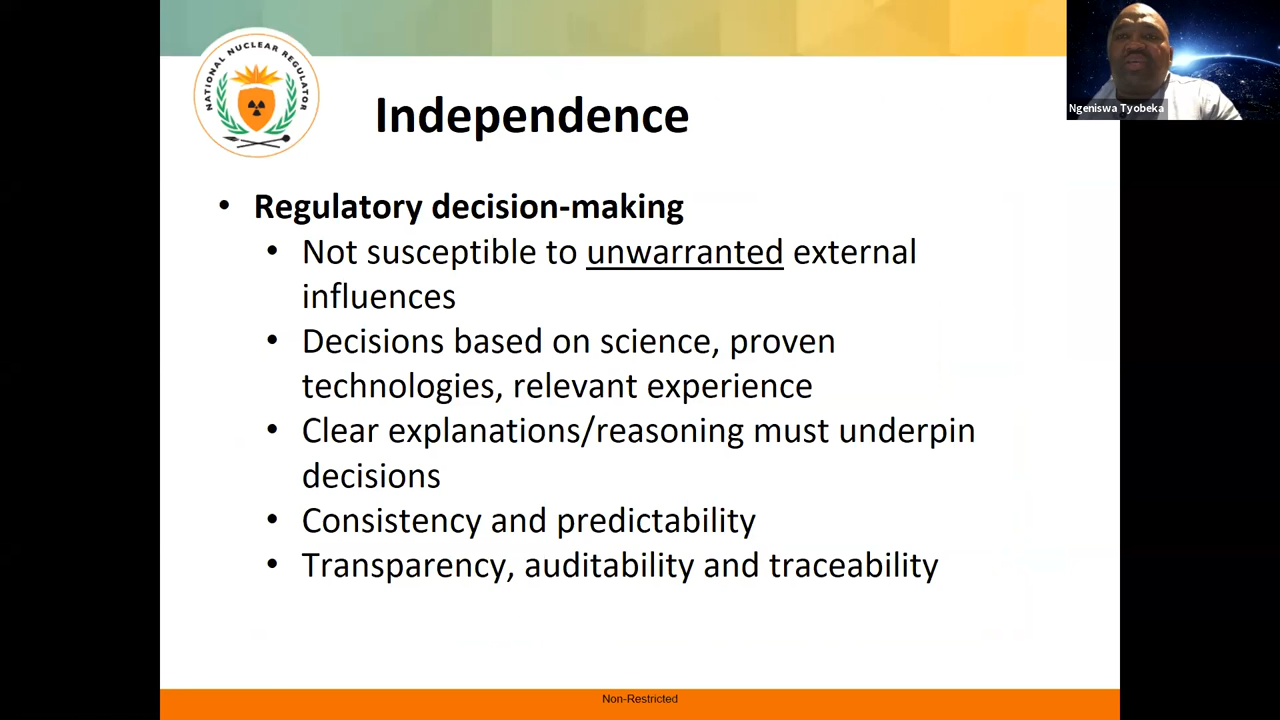 NATIONAL NUCLEAR REGULATOR
Ngeniswa Tyobeka
Independence
• Regulatory decision-making
• Not susceptible to unwarranted external
influences
• Decisions based on science, proven
technologies, relevant experience
• Clear explanations/reasoning must underpin
decisions
• Consistency and predictability
• Transparency, auditability and traceability
Non-Restricted